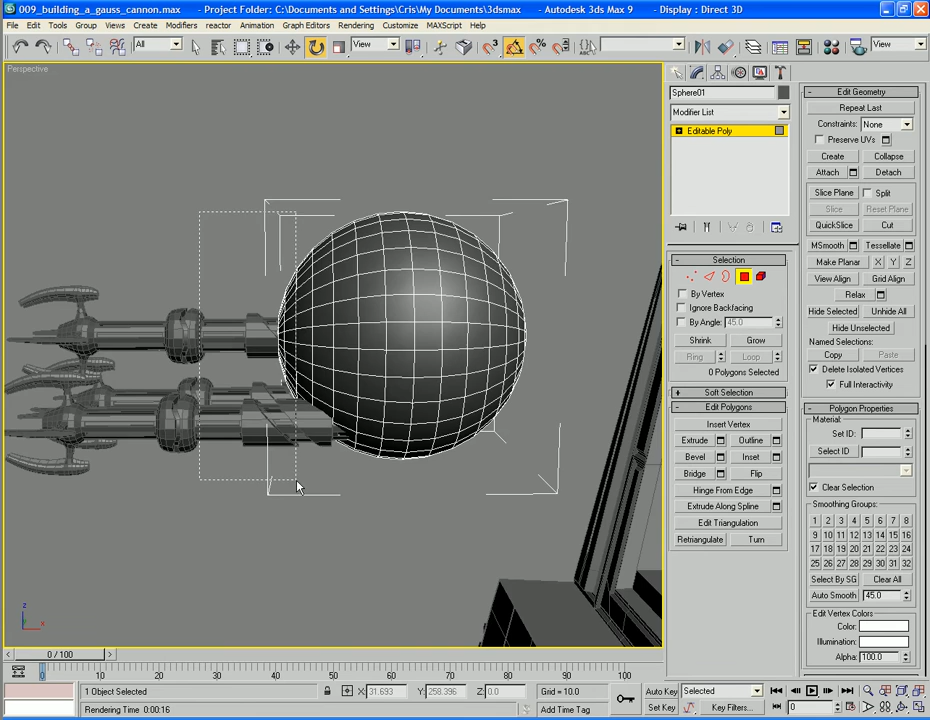 009_building_a_gauss_cannon.max - Project Folder: C:\Documents and Settings\Cris\My Documents\3dsmax - Autodesk 3ds Max 9 - Display : Direct 3D
File Edit Tools Group Views Create Modifiers reactor Animation Graph Editors Rendering Customize MAXScript Help
All View View
Perspective
Sphere01
Modifier List
Editable Poly
Selection
By Vertex
Ignore Backfacing
By Angle: 45.0
Shrink Grow
Ring Loop
0 Polygons Selected
Soft Selection
Edit Polygons
Insert Vertex
Extrude Outline
Bevel Inset
Bridge Flip
Hinge From Edge
Extrude Along Spline
Edit Triangulation
Retriangulate Turn
Edit Geometry
Repeat Last
Constraints: None
Preserve UVs
Create Collapse
Attach Detach
Slice Plane Split
Slice Reset Plane
QuickSlice Cut
MSmooth Tessellate
Make Planar X Y Z
View Align Grid Align
Relax
Hide Selected Unhide All
Hide Unselected
Named Selections:
Copy Paste
Delete Isolated Vertices
Full Interactivity
Polygon Properties
Material:
Set ID:
Select ID
Clear Selection
Smoothing Groups:
1 2 3 4 5 6 7 8
9 10 11 12 13 14 15 16
17 18 19 20 21 22 23 24
25 26 27 28 29 30 31 32
Select By SG Clear All
Auto Smooth 45.0
Edit Vertex Colors
Color:
Illumination:
Alpha: 100.0
z
x
0 / 100
0 10 20 30 40 50 60 70 80 90 100
1 Object Selected X: 31.693 Y: 258.396 Z: 0.0 Grid = 10.0 Auto Key Selected
Rendering Time 0:00:16 Add Time Tag Set Key Key Filters... 0